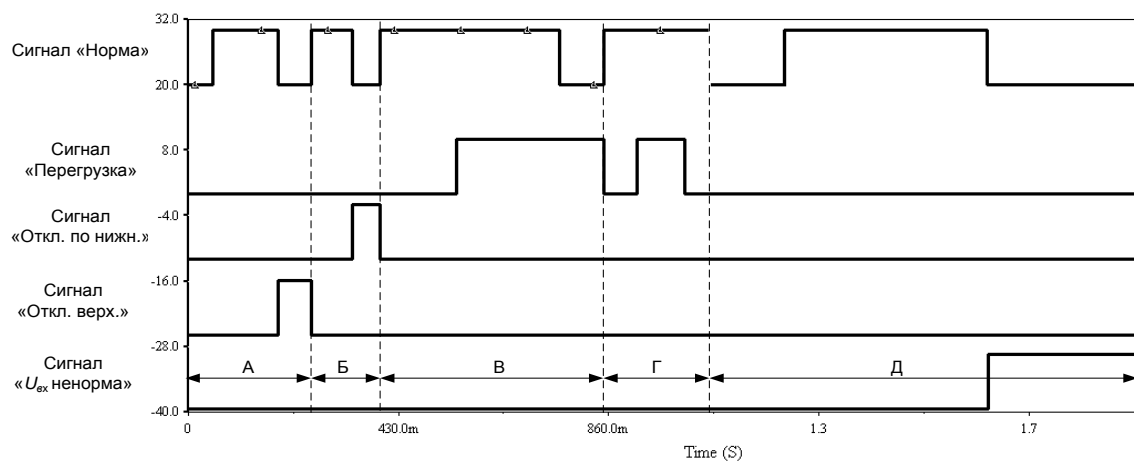 32.0
Сигнал «Норма»
20.0
Сигнал
«Перегрузка»
8.0
Сигнал
«Откл. по нижн.»
-4.0
Сигнал
«Откл. верх.»
-16.0
Сигнал
«Uвх ненорма»
-28.0
А Б В Г Д
-40.0
0 430.0m 860.0m 1.3 1.7
Time (S)